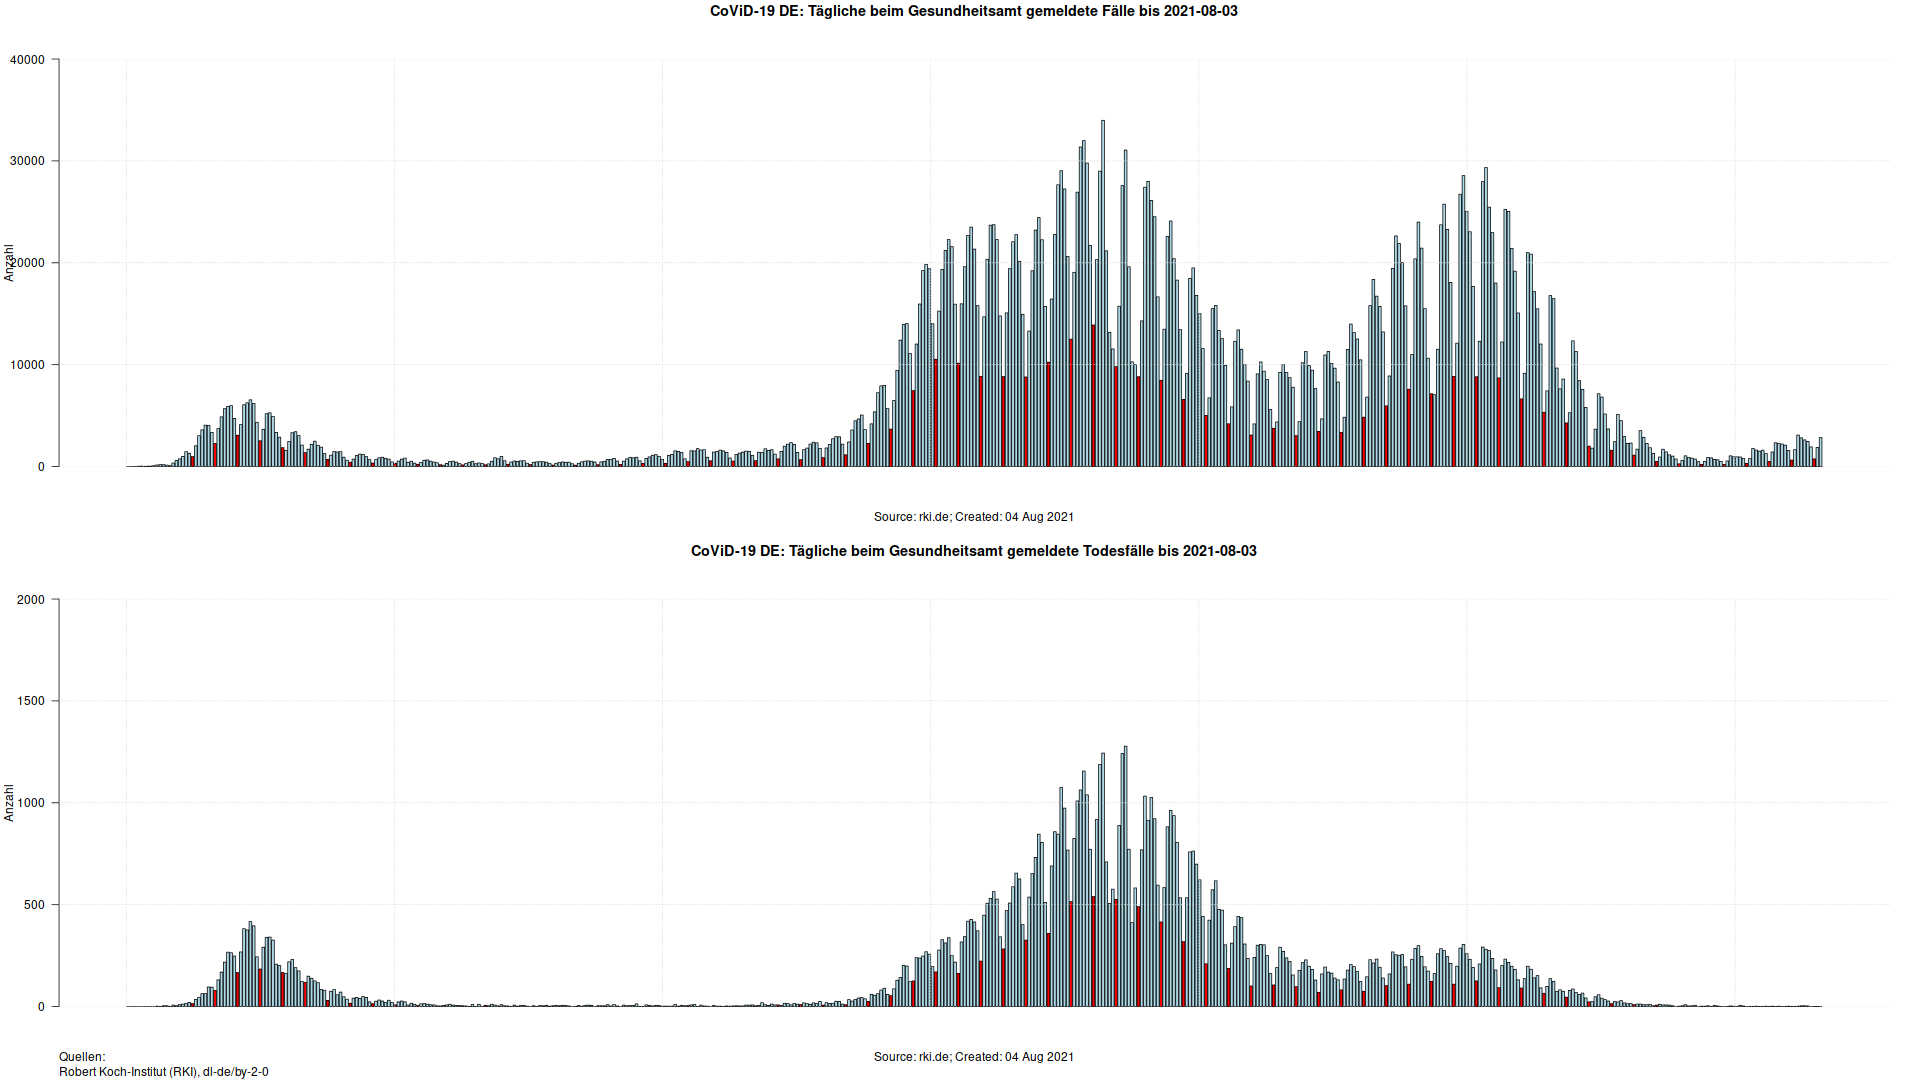 CoViD-19 DE: Tägliche beim Gesundheitsamt gemeldete Fälle bis 2021-08-03
40000
30000
20000
10000
0
Anzahl
Source: rki.de; Created: 04 Aug 2021
CoViD-19 DE: Tägliche beim Gesundheitsamt gemeldete Todesfälle bis 2021-08-03
2000
1500
1000
500
0
Anzahl
Source: rki.de; Created: 04 Aug 2021
Quellen:
Robert Koch-Institut (RKI), dl-de/by-2-0